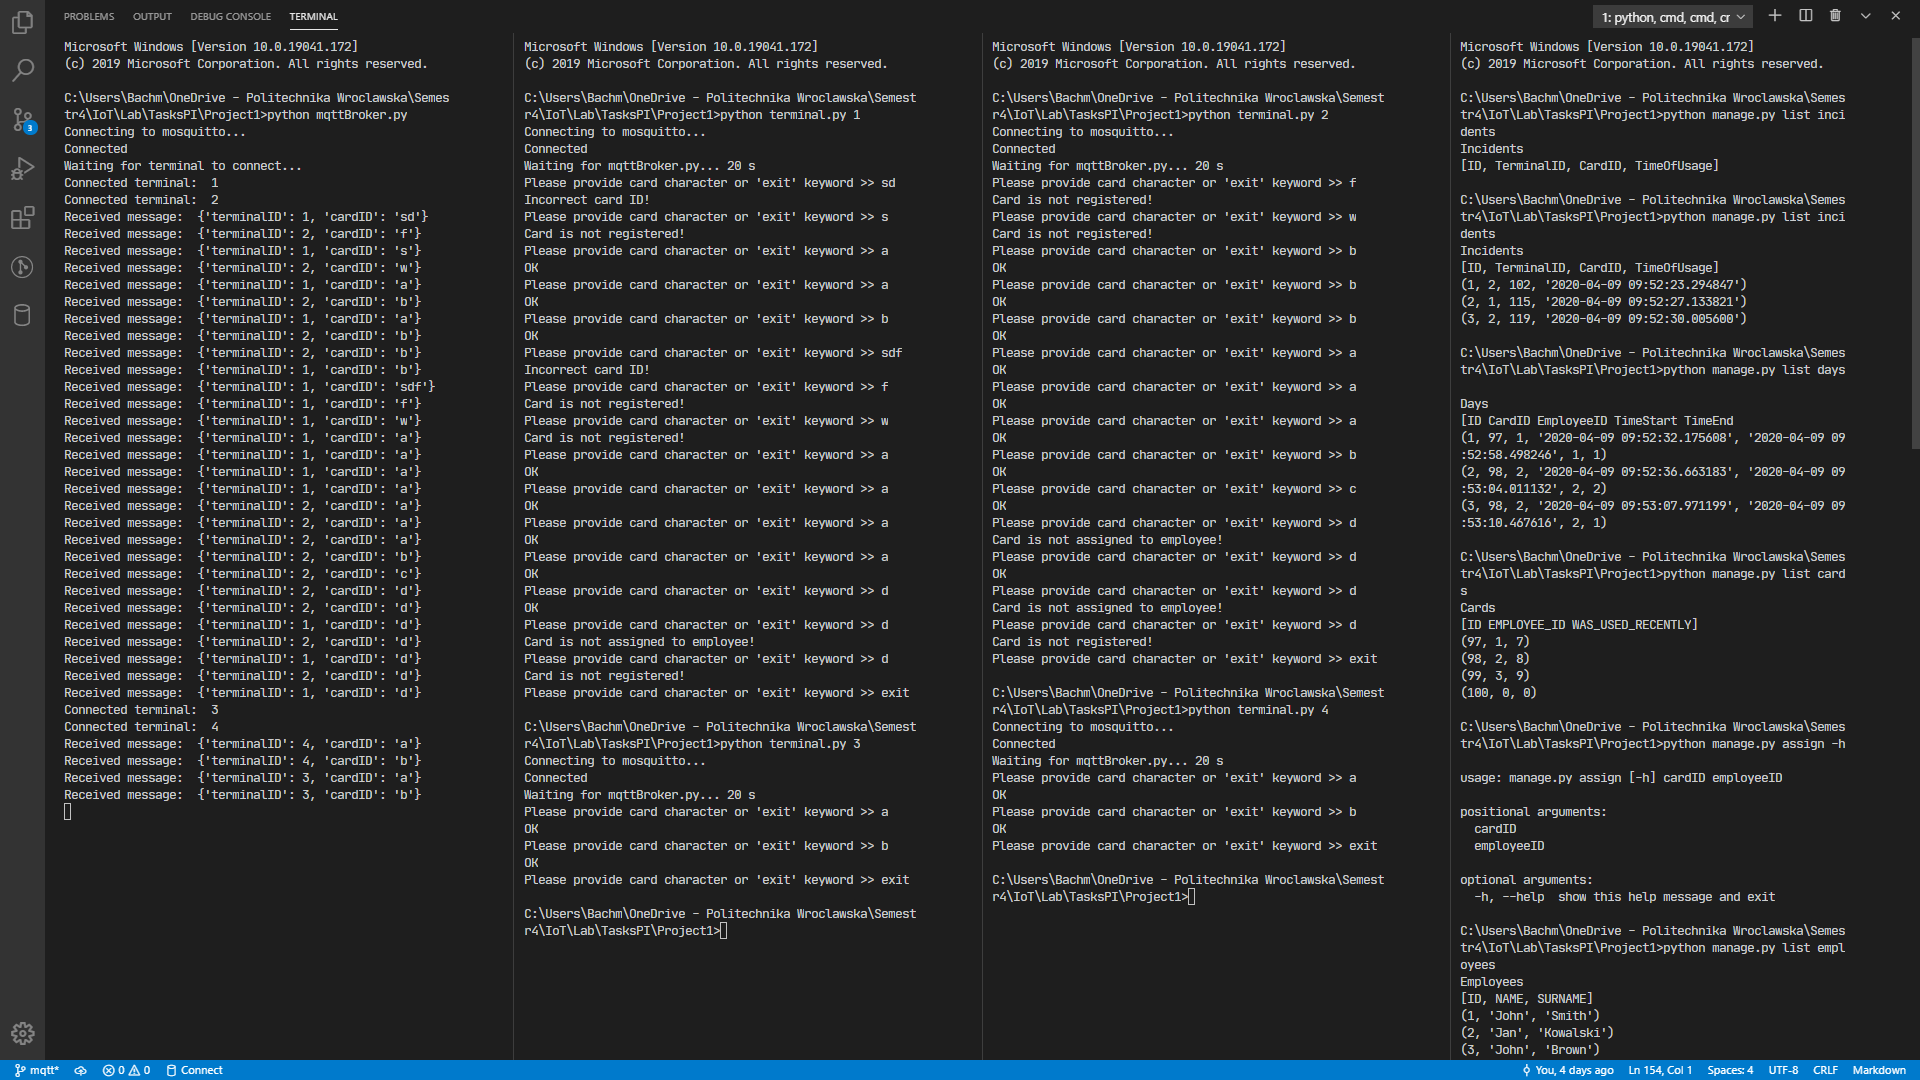 PROBLEMS OUTPUT DEBUG CONSOLE TERMINAL
1: python, cmd, cmd, cr
Microsoft Windows [Version 10.0.19041.172]
(c) 2019 Microsoft Corporation. All rights reserved.

C:\Users\Bachm\OneDrive - Politechnika Wroclawska\Semes
tr4\IoT\Lab\TasksPI\Project1>python mqttBroker.py
Connecting to mosquitto...
Connected
Waiting for terminal to connect...
Connected terminal:  1
Connected terminal:  2
Received message:  {'terminalID': 1, 'cardID': 'sd'}
Received message:  {'terminalID': 2, 'cardID': 'f'}
Received message:  {'terminalID': 1, 'cardID': 's'}
Received message:  {'terminalID': 2, 'cardID': 'w'}
Received message:  {'terminalID': 1, 'cardID': 'a'}
Received message:  {'terminalID': 2, 'cardID': 'b'}
Received message:  {'terminalID': 1, 'cardID': 'a'}
Received message:  {'terminalID': 2, 'cardID': 'b'}
Received message:  {'terminalID': 2, 'cardID': 'b'}
Received message:  {'terminalID': 1, 'cardID': 'b'}
Received message:  {'terminalID': 1, 'cardID': 'sdf'}
Received message:  {'terminalID': 1, 'cardID': 'f'}
Received message:  {'terminalID': 1, 'cardID': 'w'}
Received message:  {'terminalID': 1, 'cardID': 'a'}
Received message:  {'terminalID': 1, 'cardID': 'a'}
Received message:  {'terminalID': 1, 'cardID': 'a'}
Received message:  {'terminalID': 1, 'cardID': 'a'}
Received message:  {'terminalID': 2, 'cardID': 'a'}
Received message:  {'terminalID': 2, 'cardID': 'a'}
Received message:  {'terminalID': 2, 'cardID': 'a'}
Received message:  {'terminalID': 2, 'cardID': 'b'}
Received message:  {'terminalID': 2, 'cardID': 'c'}
Received message:  {'terminalID': 2, 'cardID': 'd'}
Received message:  {'terminalID': 2, 'cardID': 'd'}
Received message:  {'terminalID': 1, 'cardID': 'd'}
Received message:  {'terminalID': 2, 'cardID': 'd'}
Received message:  {'terminalID': 1, 'cardID': 'd'}
Received message:  {'terminalID': 2, 'cardID': 'd'}
Received message:  {'terminalID': 1, 'cardID': 'd'}
Connected terminal:  3
Connected terminal:  4
Received message:  {'terminalID': 4, 'cardID': 'a'}
Received message:  {'terminalID': 4, 'cardID': 'b'}
Received message:  {'terminalID': 3, 'cardID': 'a'}
Received message:  {'terminalID': 3, 'cardID': 'b'}

Microsoft Windows [Version 10.0.19041.172]
(c) 2019 Microsoft Corporation. All rights reserved.

C:\Users\Bachm\OneDrive - Politechnika Wroclawska\Semest
r4\IoT\Lab\TasksPI\Project1>python terminal.py 1
Connecting to mosquitto...
Connected
Waiting for mqttBroker.py... 20 s
Please provide card character or 'exit' keyword >> sd
Incorrect card ID!
Please provide card character or 'exit' keyword >> s
Card is not registered!
Please provide card character or 'exit' keyword >> a
OK
Please provide card character or 'exit' keyword >> a
OK
Please provide card character or 'exit' keyword >> b
OK
Please provide card character or 'exit' keyword >> sdf
Incorrect card ID!
Please provide card character or 'exit' keyword >> f
Card is not registered!
Please provide card character or 'exit' keyword >> w
Card is not registered!
Please provide card character or 'exit' keyword >> a
OK
Please provide card character or 'exit' keyword >> a
OK
Please provide card character or 'exit' keyword >> a
OK
Please provide card character or 'exit' keyword >> a
OK
Please provide card character or 'exit' keyword >> d
OK
Please provide card character or 'exit' keyword >> d
Card is not assigned to employee!
Please provide card character or 'exit' keyword >> d
Card is not registered!
Please provide card character or 'exit' keyword >> exit

C:\Users\Bachm\OneDrive - Politechnika Wroclawska\Semest
r4\IoT\Lab\TasksPI\Project1>python terminal.py 3
Connecting to mosquitto...
Connected
Waiting for mqttBroker.py... 20 s
Please provide card character or 'exit' keyword >> a
OK
Please provide card character or 'exit' keyword >> b
OK
Please provide card character or 'exit' keyword >> exit

C:\Users\Bachm\OneDrive - Politechnika Wroclawska\Semest
r4\IoT\Lab\TasksPI\Project1>

Microsoft Windows [Version 10.0.19041.172]
(c) 2019 Microsoft Corporation. All rights reserved.

C:\Users\Bachm\OneDrive - Politechnika Wroclawska\Semest
r4\IoT\Lab\TasksPI\Project1>python terminal.py 2
Connecting to mosquitto...
Connected
Waiting for mqttBroker.py... 20 s
Please provide card character or 'exit' keyword >> f
Card is not registered!
Please provide card character or 'exit' keyword >> w
Card is not registered!
Please provide card character or 'exit' keyword >> b
OK
Please provide card character or 'exit' keyword >> b
OK
Please provide card character or 'exit' keyword >> b
OK
Please provide card character or 'exit' keyword >> a
OK
Please provide card character or 'exit' keyword >> a
OK
Please provide card character or 'exit' keyword >> a
OK
Please provide card character or 'exit' keyword >> b
OK
Please provide card character or 'exit' keyword >> c
OK
Please provide card character or 'exit' keyword >> d
Card is not assigned to employee!
Please provide card character or 'exit' keyword >> d
OK
Please provide card character or 'exit' keyword >> d
Card is not assigned to employee!
Please provide card character or 'exit' keyword >> d
Card is not registered!
Please provide card character or 'exit' keyword >> exit

C:\Users\Bachm\OneDrive - Politechnika Wroclawska\Semest
r4\IoT\Lab\TasksPI\Project1>python terminal.py 4
Connecting to mosquitto...
Connected
Waiting for mqttBroker.py... 20 s
Please provide card character or 'exit' keyword >> a
OK
Please provide card character or 'exit' keyword >> b
OK
Please provide card character or 'exit' keyword >> exit

C:\Users\Bachm\OneDrive - Politechnika Wroclawska\Semest
r4\IoT\Lab\TasksPI\Project1>

Microsoft Windows [Version 10.0.19041.172]
(c) 2019 Microsoft Corporation. All rights reserved.

C:\Users\Bachm\OneDrive - Politechnika Wroclawska\Semes
tr4\IoT\Lab\TasksPI\Project1>python manage.py list inci
dents
Incidents
[ID, TerminalID, CardID, TimeOfUsage]

C:\Users\Bachm\OneDrive - Politechnika Wroclawska\Semes
tr4\IoT\Lab\TasksPI\Project1>python manage.py list inci
dents
Incidents
[ID, TerminalID, CardID, TimeOfUsage]
(1, 2, 102, '2020-04-09 09:52:23.294847')
(2, 1, 115, '2020-04-09 09:52:27.133821')
(3, 2, 119, '2020-04-09 09:52:30.005600')

C:\Users\Bachm\OneDrive - Politechnika Wroclawska\Semes
tr4\IoT\Lab\TasksPI\Project1>python manage.py list days

Days
[ID CardID EmployeeID TimeStart TimeEnd
(1, 97, 1, '2020-04-09 09:52:32.175608', '2020-04-09 09
:52:58.498246', 1, 1)
(2, 98, 2, '2020-04-09 09:52:36.663183', '2020-04-09 09
:53:04.011132', 2, 2)
(3, 98, 2, '2020-04-09 09:53:07.971199', '2020-04-09 09
:53:10.467616', 2, 1)

C:\Users\Bachm\OneDrive - Politechnika Wroclawska\Semes
tr4\IoT\Lab\TasksPI\Project1>python manage.py list card
s
Cards
[ID EMPLOYEE_ID WAS_USED_RECENTLY]
(97, 1, 7)
(98, 2, 8)
(99, 3, 9)
(100, 0, 0)

C:\Users\Bachm\OneDrive - Politechnika Wroclawska\Semes
tr4\IoT\Lab\TasksPI\Project1>python manage.py assign -h

usage: manage.py assign [-h] cardID employeeID

positional arguments:
  cardID
  employeeID

optional arguments:
  -h, --help  show this help message and exit

C:\Users\Bachm\OneDrive - Politechnika Wroclawska\Semes
tr4\IoT\Lab\TasksPI\Project1>python manage.py list empl
oyees
Employees
[ID, NAME, SURNAME]
(1, 'John', 'Smith')
(2, 'Jan', 'Kowalski')
(3, 'John', 'Brown')
3
mqtt* 0 0 Connect You, 4 days ago Ln 154, Col 1 Spaces: 4 UTF-8 CRLF Markdown